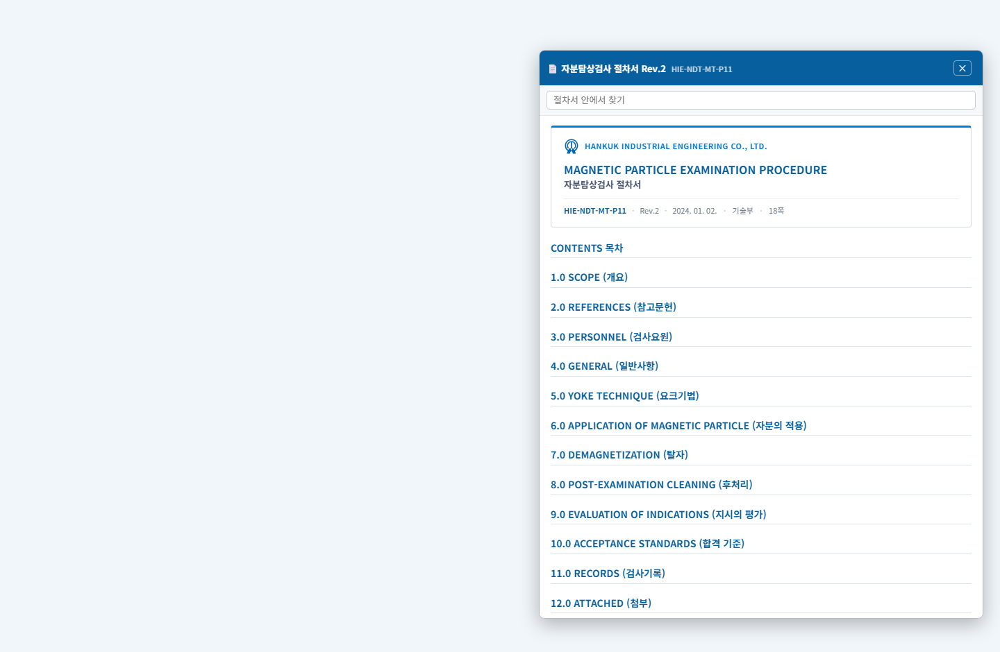 자분탐상검사 절차서 Rev.2 HIE-NDT-MT-P11
절차서 안에서 찾기
HANKUK INDUSTRIAL ENGINEERING CO., LTD.
MAGNETIC PARTICLE EXAMINATION PROCEDURE
자분탐상검사 절차서
HIE-NDT-MT-P11 · Rev.2 · 2024. 01. 02. · 기술부 · 18쪽
CONTENTS 목차
1.0 SCOPE (개요)
2.0 REFERENCES (참고문헌)
3.0 PERSONNEL (검사요원)
4.0 GENERAL (일반사항)
5.0 YOKE TECHNIQUE (요크기법)
6.0 APPLICATION OF MAGNETIC PARTICLE (자분의 적용)
7.0 DEMAGNETIZATION (탈자)
8.0 POST-EXAMINATION CLEANING (후처리)
9.0 EVALUATION OF INDICATIONS (지시의 평가)
10.0 ACCEPTANCE STANDARDS (합격 기준)
11.0 RECORDS (검사기록)
12.0 ATTACHED (첨부)